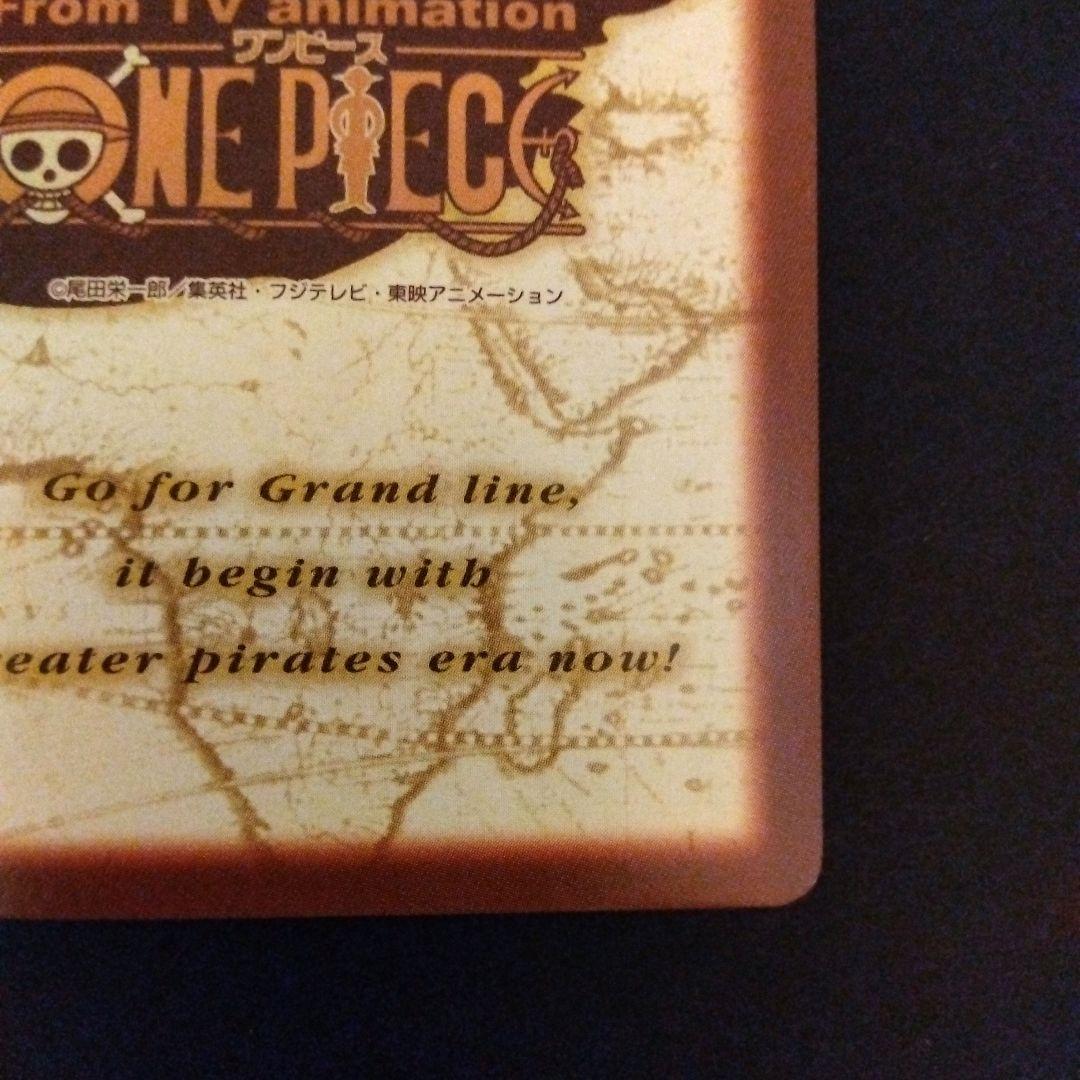 From TV animation
ワンピース
ONE PIECE
©尾田栄一郎／集英社・フジテレビ・東映アニメーション
Go for Grand line,
it begin with
eater pirates era now!